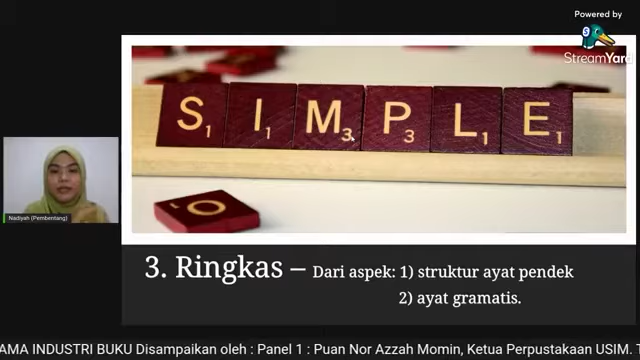 Powered by
StreamYard
S1 I1 M3 P3 L1 E1
O
Nadiyah (Pembentang)
3. Ringkas – Dari aspek: 1) struktur ayat pendek
2) ayat gramatis.
AMA INDUSTRI BUKU Disampaikan oleh : Panel 1 : Puan Nor Azzah Momin, Ketua Perpustakaan USIM. T